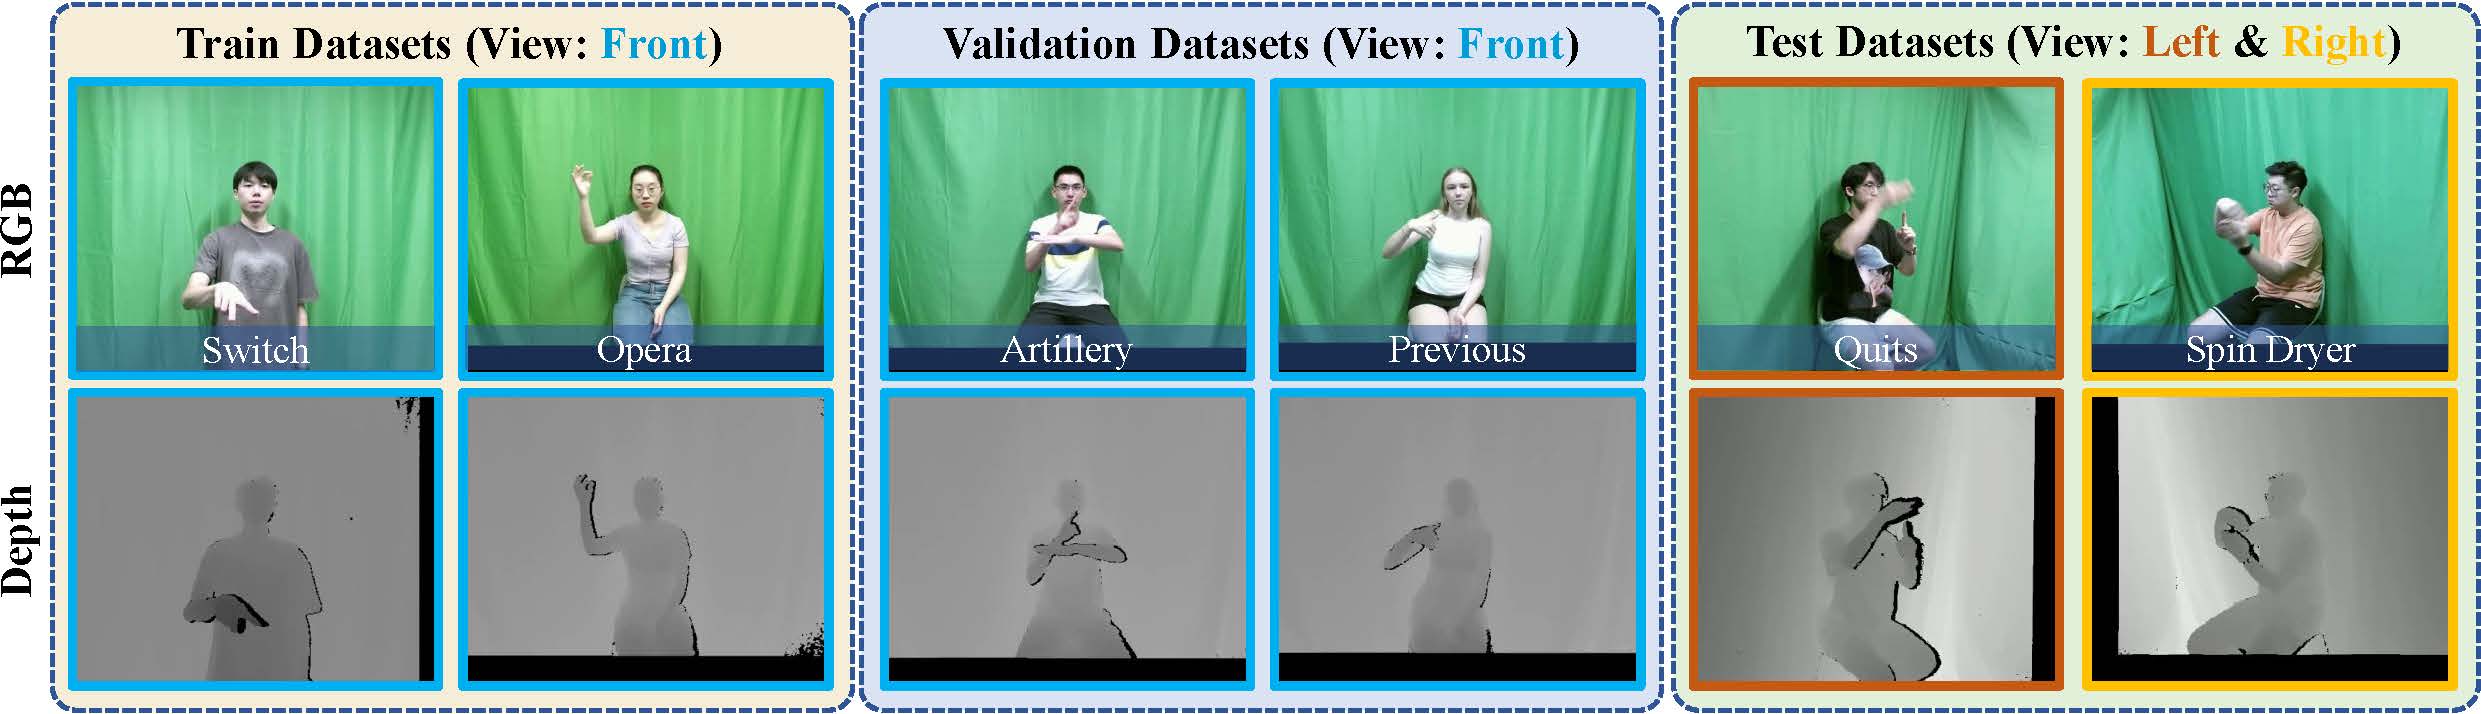 Train Datasets (View: Front)
Validation Datasets (View: Front)
Test Datasets (View: Left & Right)
RGB
Switch
Opera
Artillery
Previous
Quits
Spin Dryer
Depth